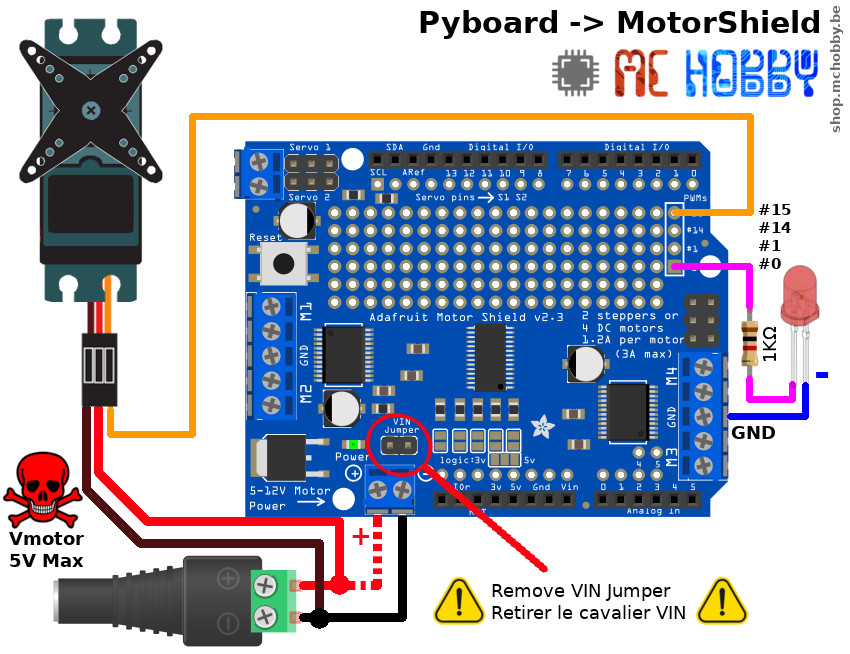 Pyboard -> MotorShield
MC HOBBY
shop.mchobby.be
Servo 1
SDA Gnd Digital I/O
Digital I/O
SCL ARef 13 12 11 10 9 8
7 6 5 4 3 2 1 0
Servo 2
Servo pins → S1 S2
PWMs
#15
#14
#14
#1
#1
#0
Reset
M1
GND
M2
Adafruit Motor Shield v2.3
2 steppers or
4 DC motors
1.2A per motor
(3A max)
1KΩ
M4
GND
M3
-
GND
VIN
Jumper
Power
+
-
logic:3v 5v
5-12V Motor
Power →
IOr 3v 5v Gnd Vin
4 5
0 1 2 3 4 5
Analog In
Vmotor
5V Max
+
+
-
Remove VIN Jumper
Retirer le cavalier VIN